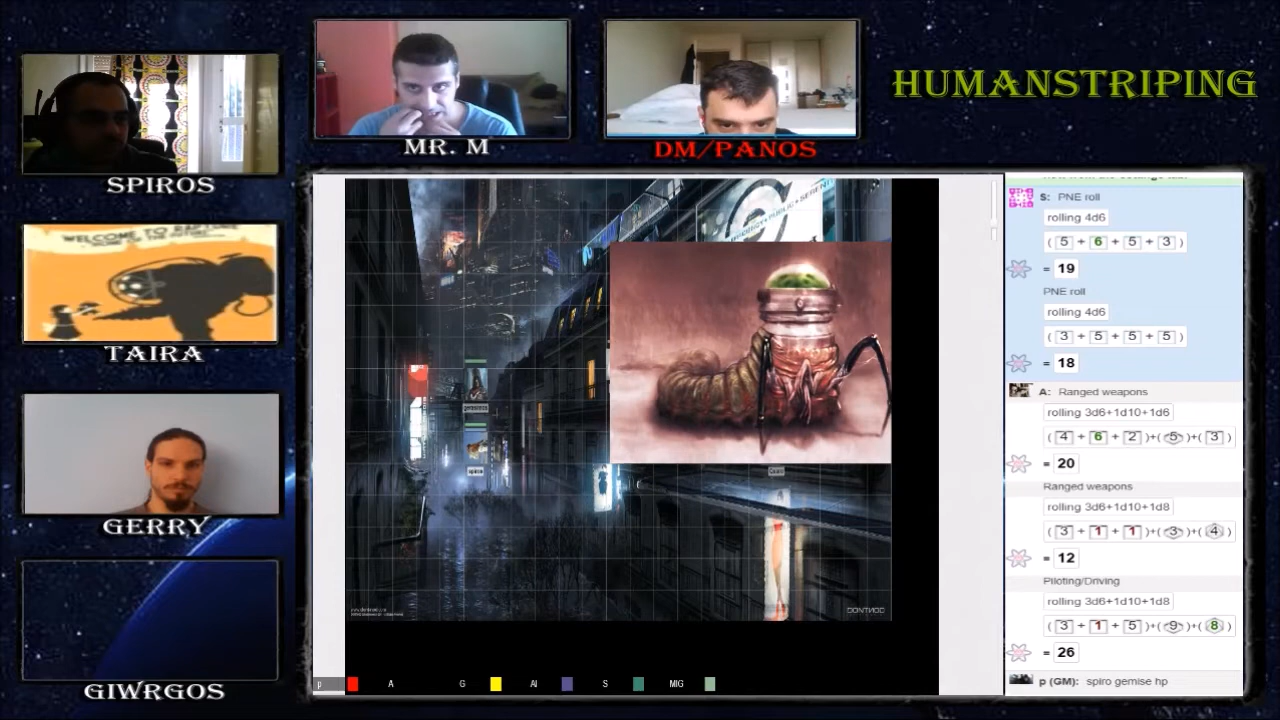 HUMANSTRIPING
MR. M
DM/PANOS
SPIROS
WELCOME TO RAPTURE
TAIRA
GERRY
GIWRGOS
DONTNOD
p
A
G
AI
S
MIG
S: PNE roll
rolling 4d6
( 5 + 6 + 5 + 3 )
= 19
PNE roll
rolling 4d6
( 3 + 5 + 5 + 5 )
= 18
A: Ranged weapons
rolling 3d6+1d10+1d6
( 4 + 6 + 2 )+( 5 )+( 3 )
= 20
Ranged weapons
rolling 3d6+1d10+1d8
( 3 + 1 + 1 )+( 3 )+( 4 )
= 12
Piloting/Driving
rolling 3d6+1d10+1d8
( 3 + 1 + 5 )+( 9 )+( 8 )
= 26
p (GM): spiro gemise hp